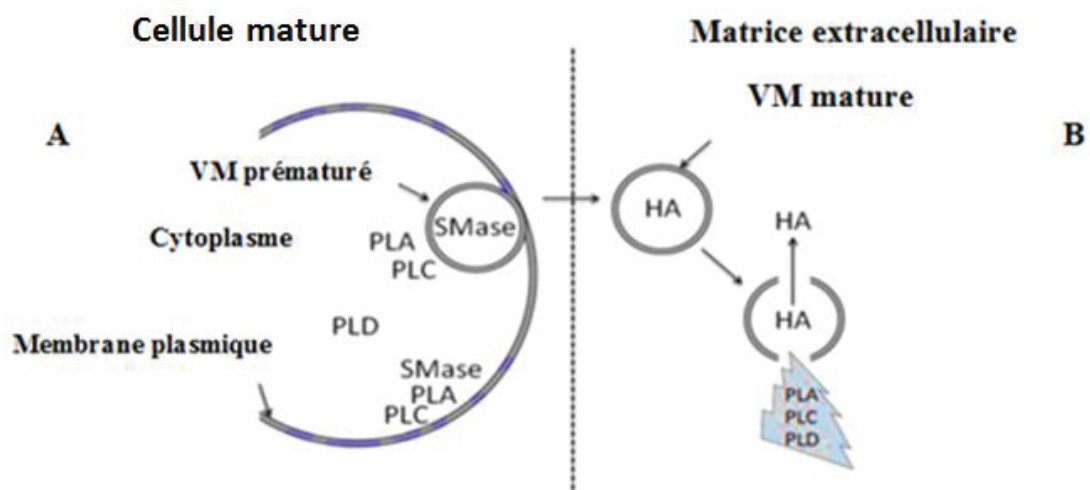 Cellule mature
Matrice extracellulaire
VM mature
A
B
VM prématuré
SMase
HA
Cytoplasme
PLA
PLC
HA
PLD
HA
Membrane plasmique
SMase
PLA
PLC
PLA
PLC
PLD